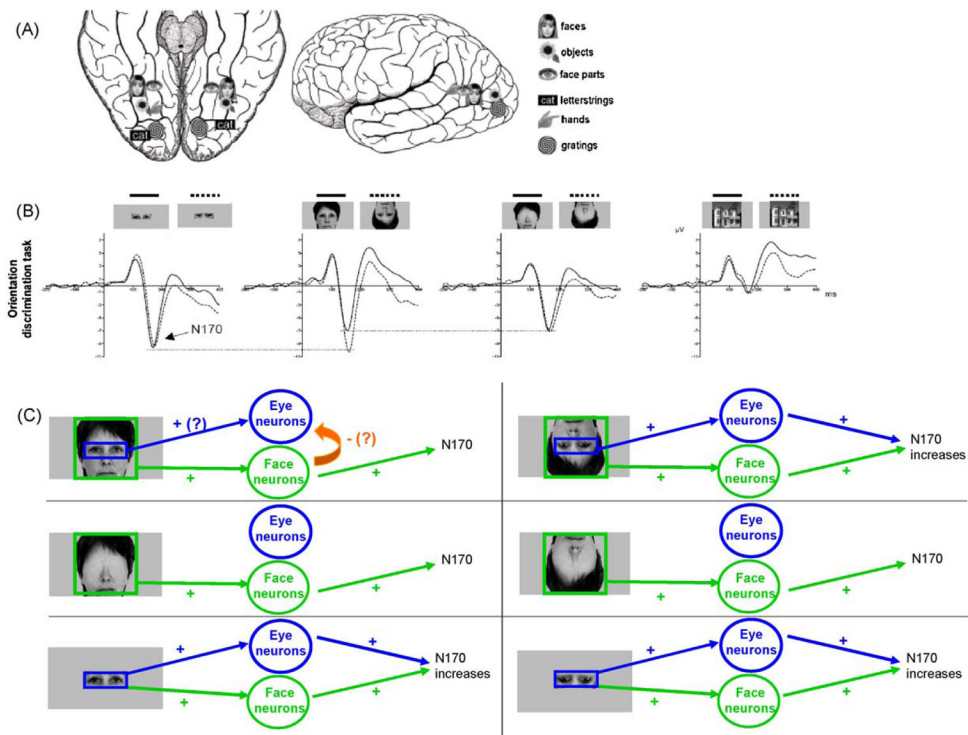 (A)
faces
objects
face parts
cat letterstrings
hands
gratings
cat
cat
(B)
Orientation
discrimination task
N170
µV
ms
(C)
+ (?)
Eye
neurons
- (?)
Face
neurons
+
+
N170
+
Eye
neurons
+
Face
neurons
+
+
N170
increases
Eye
neurons
Face
neurons
+
+
N170
Eye
neurons
Face
neurons
+
+
N170
+
Eye
neurons
+
Face
neurons
+
+
N170
increases
+
Eye
neurons
+
Face
neurons
+
+
N170
increases